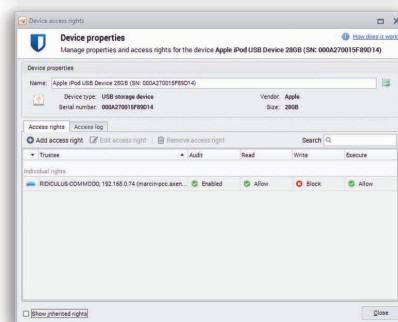 Device access rights
Device properties
How does it work
Manage properties and access rights for the device Apple iPod USB Device 28GB (SN: 000A270015F89D14)
Device properties
Name: Apple iPod USB Device 28GB (SN: 000A270015F89D14)
Device type: USB storage device Vendor: Apple
Serial number: 000A270015F89D14 Size: 28GB
Access rights Access log
Add access right Edit access right Remove access right Search
Trustee Audit Read Write Execute
Individual rights
RIDICULUS-COMMODO; 192.168.0.74 (marcin-pcc.axen... Enabled Allow Block Allow
Show inherited rights Close